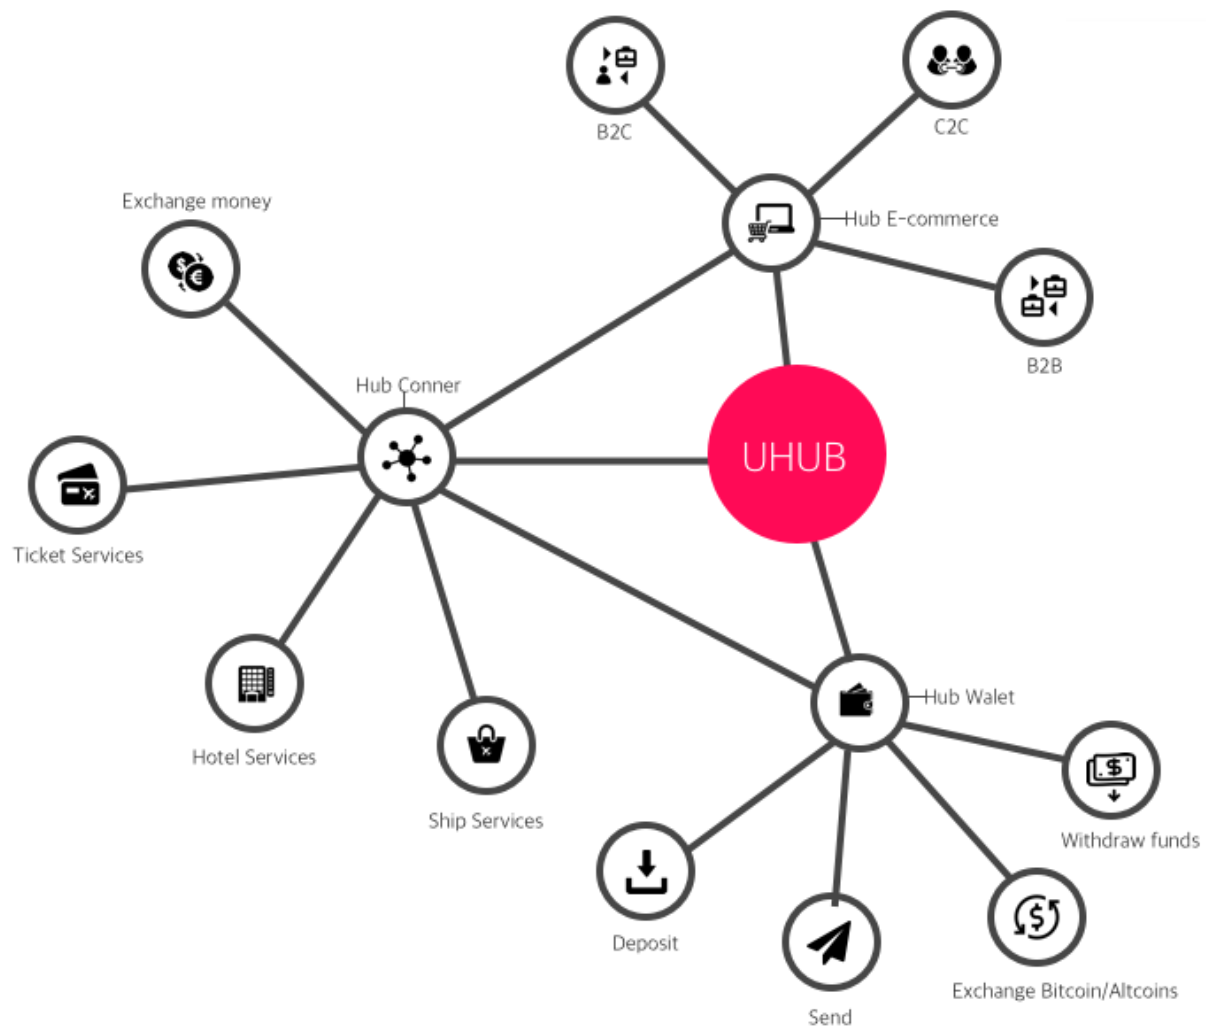 B2C
C2C
Exchange money
Hub E-commerce
B2B
Hub Conner
UHUB
Ticket Services
Hub Walet
Hotel Services
Ship Services
Withdraw funds
Deposit
Exchange Bitcoin/Altcoins
Send